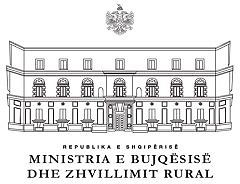 REPUBLIKA E SHQIPËRISË
MINISTRIA E BUJQËSISË
DHE ZHVILLIMIT RURAL